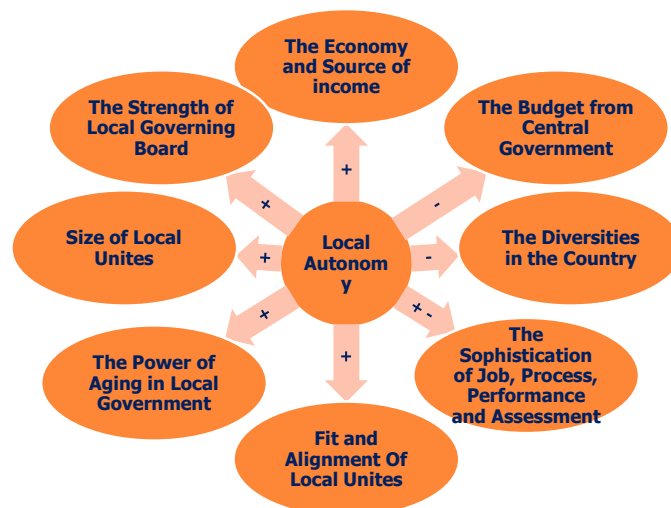 The Economy
and Source of
income
The Strength of
Local Governing
Board
The Budget from
Central
Government
+
+
-
Size of Local
Unites
+
Local
Autonom
y
-
The Diversities
in the Country
+
+ -
The Power of
Aging in Local
Government
+
The
Sophistication
of Job, Process,
Performance
and Assessment
Fit and
Alignment Of
Local Unites